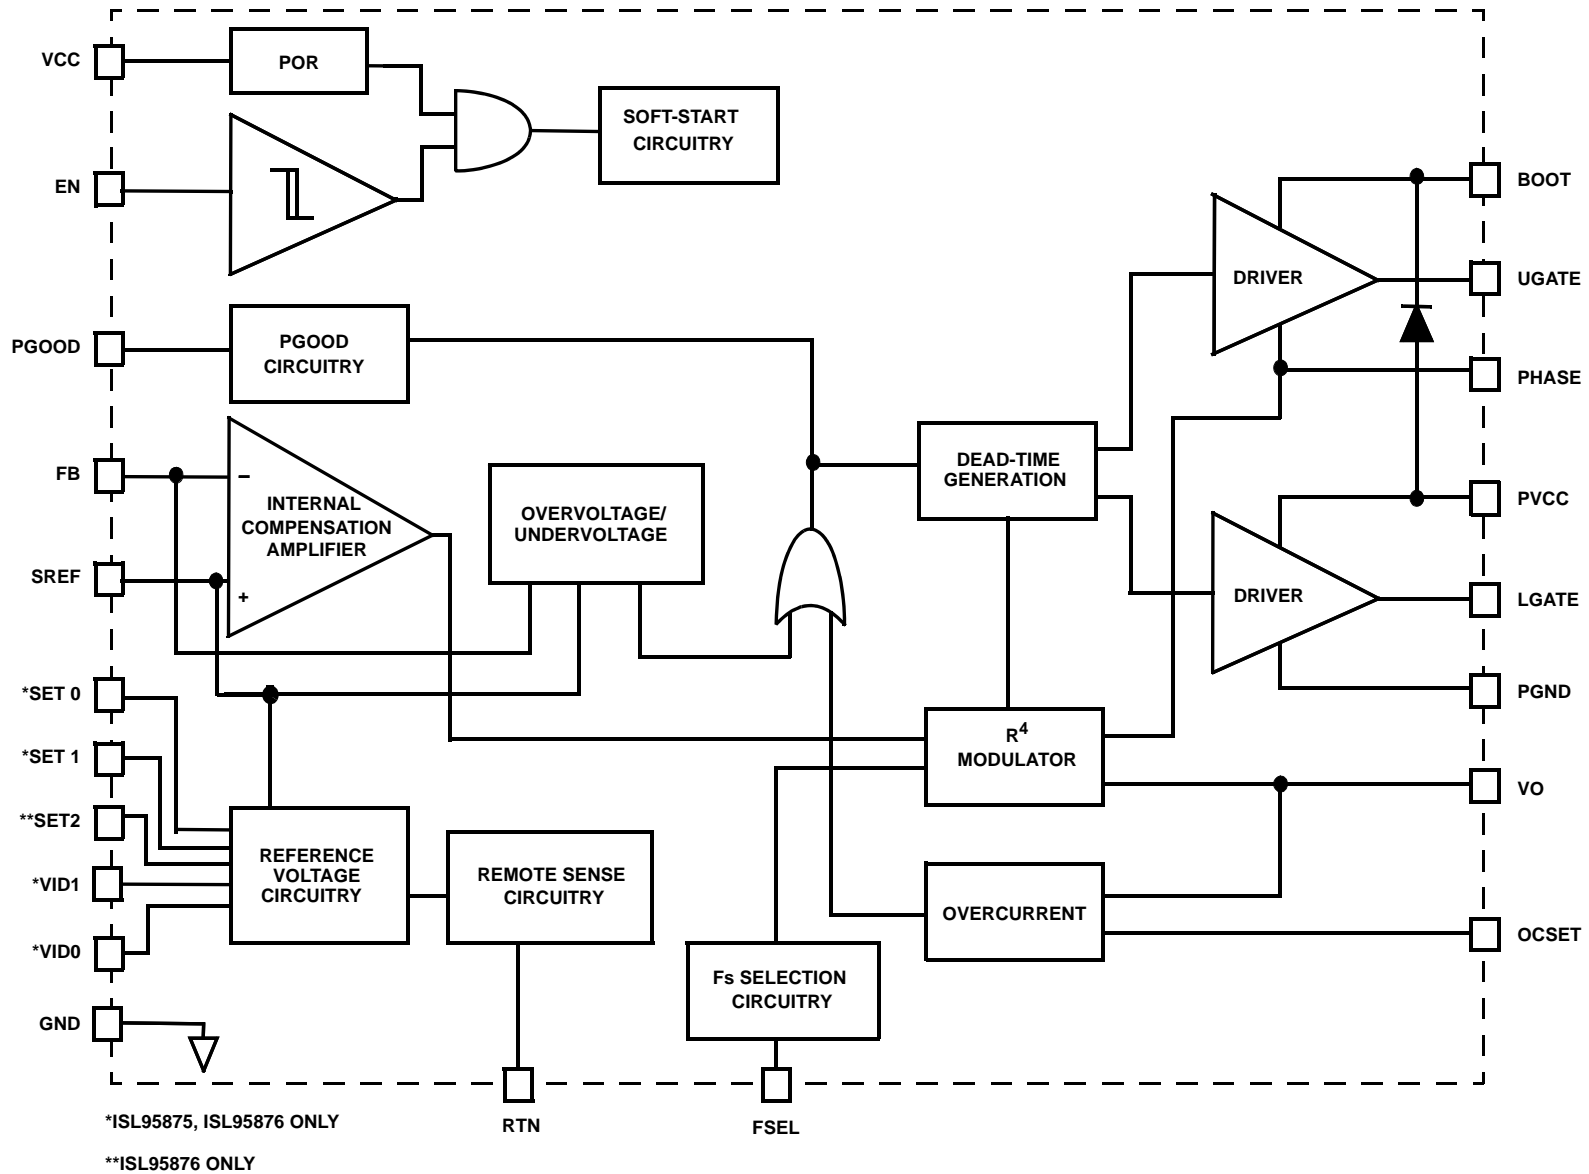 VCC
POR
SOFT-START
CIRCUITRY
EN
BOOT
DRIVER
UGATE
PGOOD
PGOOD
CIRCUITRY
PHASE
FB
−
INTERNAL
COMPENSATION
AMPLIFIER
+
SREF
OVERVOLTAGE/
UNDERVOLTAGE
DEAD-TIME
GENERATION
PVCC
DRIVER
LGATE
*SET 0
PGND
*SET 1
R4
MODULATOR
VO
**SET2
*VID1
*VID0
REFERENCE
VOLTAGE
CIRCUITRY
REMOTE SENSE
CIRCUITRY
OVERCURRENT
OCSET
Fs SELECTION
CIRCUITRY
GND
RTN
FSEL
*ISL95875, ISL95876 ONLY
**ISL95876 ONLY